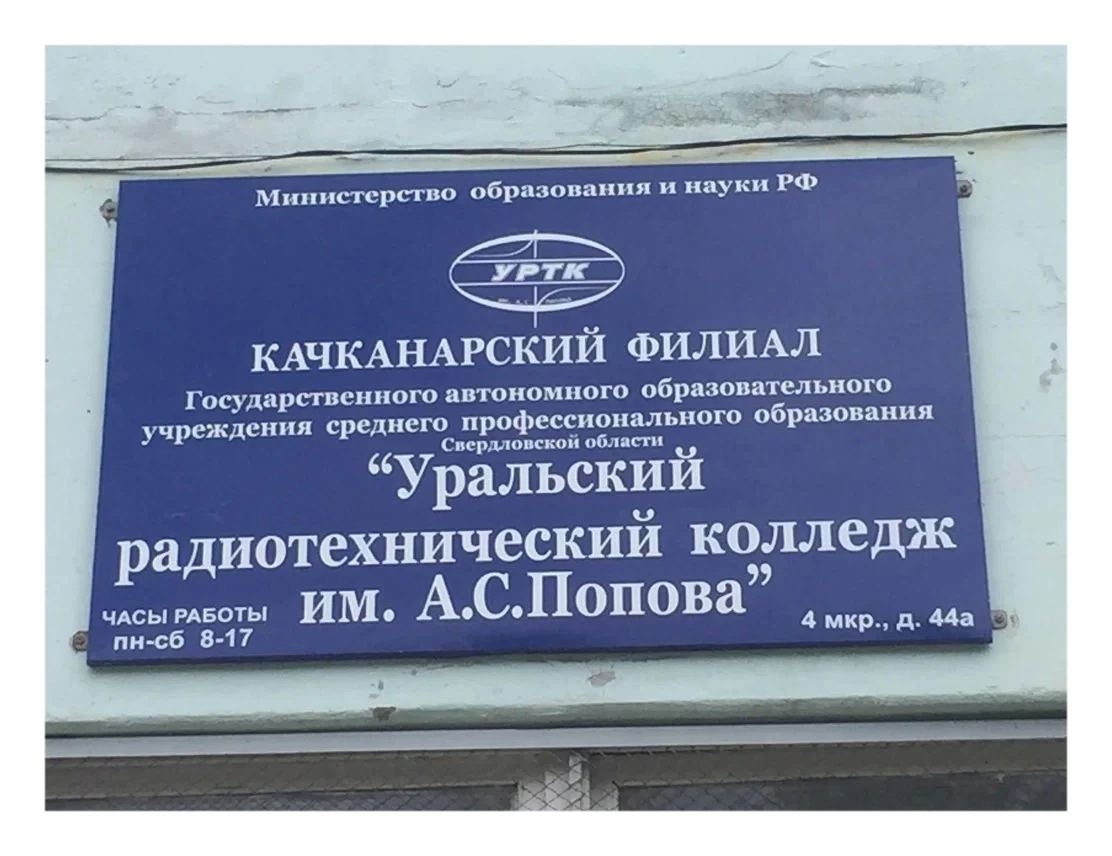 Министерство образования и науки РФ
УРТК
КАЧКАНАРСКИЙ ФИЛИАЛ
Государственного автономного образовательного
учреждения среднего профессионального образования
Свердловской области
“Уральский
радиотехнический колледж
им. А.С.Попова”
ЧАСЫ РАБОТЫ
пн-сб 8-17
4 мкр., д. 44а